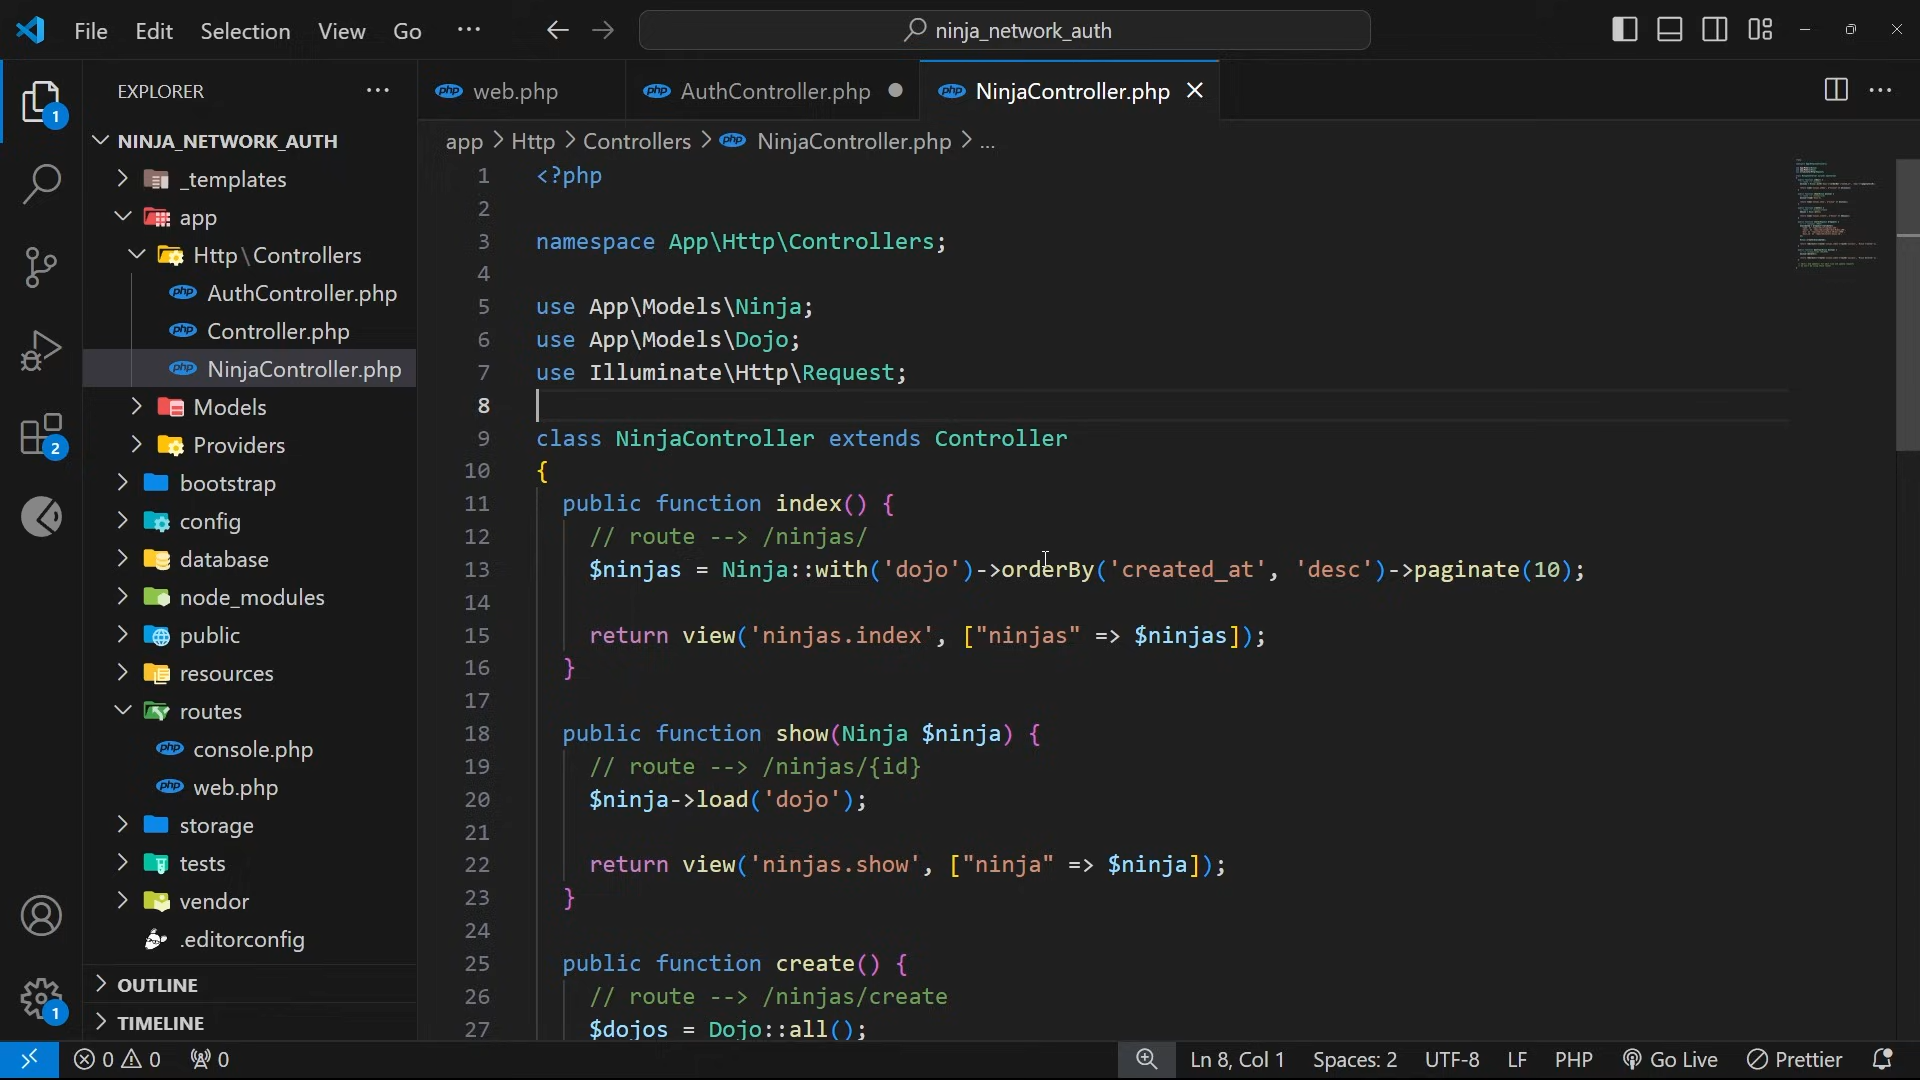 File Edit Selection View Go ··· ninja_network_auth
EXPLORER ···
NINJA_NETWORK_AUTH
_templates
app
Http\Controllers
AuthController.php
Controller.php
NinjaController.php
Models
Providers
bootstrap
config
database
node_modules
public
resources
routes
console.php
web.php
storage
tests
vendor
.editorconfig
OUTLINE
TIMELINE
1
2
1
web.php AuthController.php NinjaController.php
app > Http > Controllers > NinjaController.php > ...
1 <?php
2
3 namespace App\Http\Controllers;
4
5 use App\Models\Ninja;
6 use App\Models\Dojo;
7 use Illuminate\Http\Request;
8
9 class NinjaController extends Controller
10 {
11 public function index() {
12 // route --> /ninjas/
13 $ninjas = Ninja::with('dojo')->orderBy('created_at', 'desc')->paginate(10);
14
15 return view('ninjas.index', ["ninjas" => $ninjas]);
16 }
17
18 public function show(Ninja $ninja) {
19 // route --> /ninjas/{id}
20 $ninja->load('dojo');
21
22 return view('ninjas.show', ["ninja" => $ninja]);
23 }
24
25 public function create() {
26 // route --> /ninjas/create
27 $dojos = Dojo::all();
0 0 0 Ln 8, Col 1 Spaces: 2 UTF-8 LF PHP Go Live Prettier